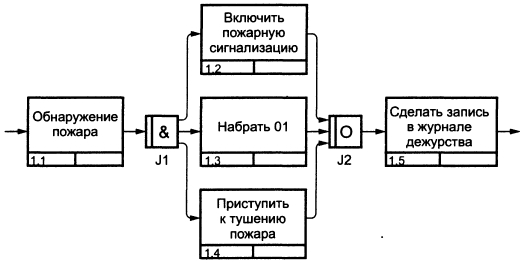 Включить
пожарную
сигнализацию
1.2
Обнаружение
пожара
1.1
&
J1
Набрать 01
1.3
O
J2
Сделать запись
в журнале
дежурства
1.5
Приступить
к тушению
пожара
1.4